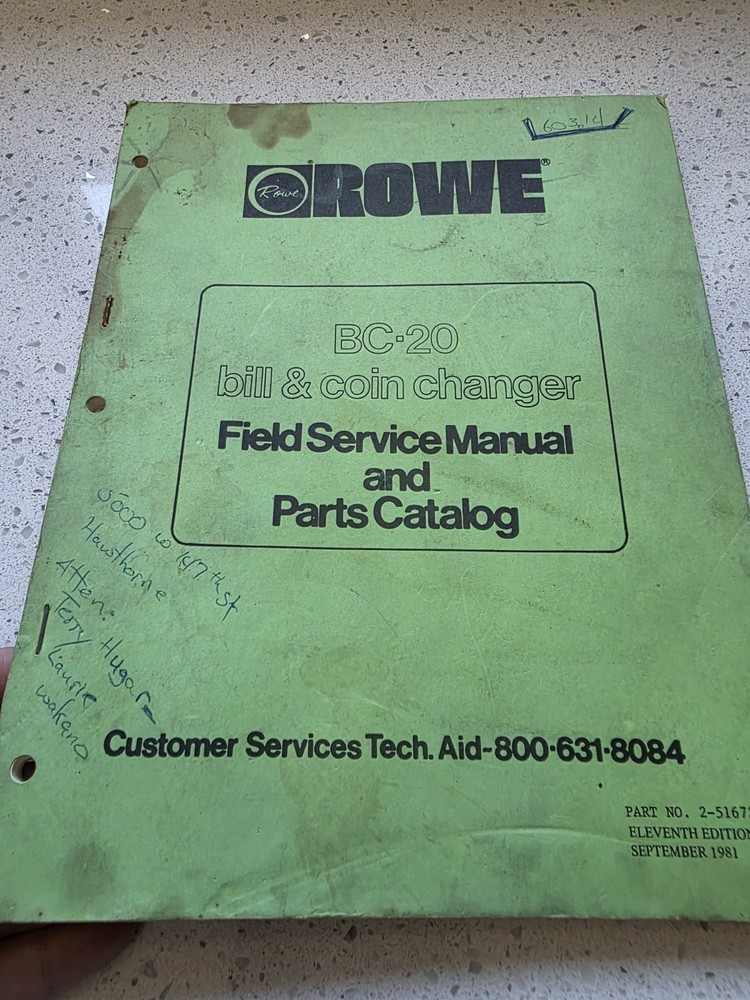 603.14
Rowe
ROWE®
BC•20
bill & coin changer
Field Service Manual
and
Parts Catalog
5000 w 147th st
Hawthorne
Atten:
Terry Hugar
Laurie
wakano
Customer Services Tech. Aid-800•631•8084
PART NO. 2-5167
ELEVENTH EDITION
SEPTEMBER 1981